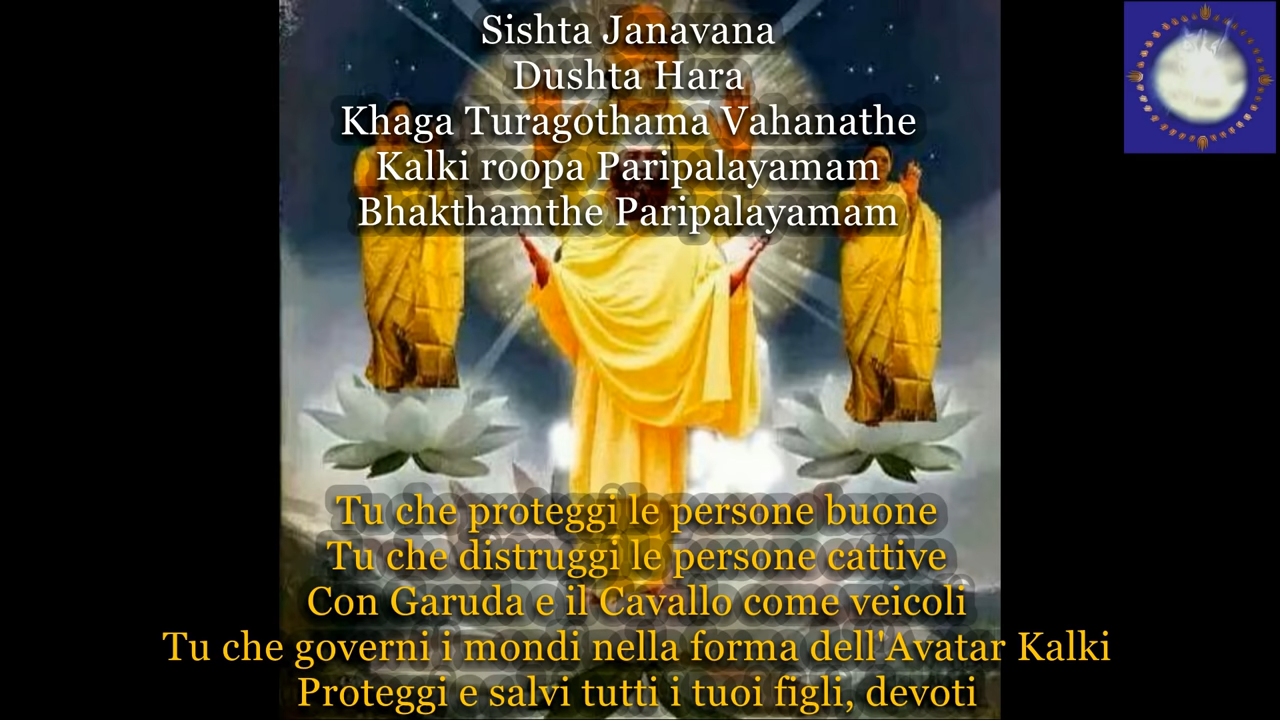 Sishta Janavana
Dushta Hara
Khaga Turagothama Vahanathe
Kalki roopa Paripalayamam
Bhakthamthe Paripalayamam
Tu che proteggi le persone buone
Tu che distruggi le persone cattive
Con Garuda e il Cavallo come veicoli
Tu che governi i mondi nella forma dell'Avatar Kalki
Proteggi e salvi tutti i tuoi figli, devoti